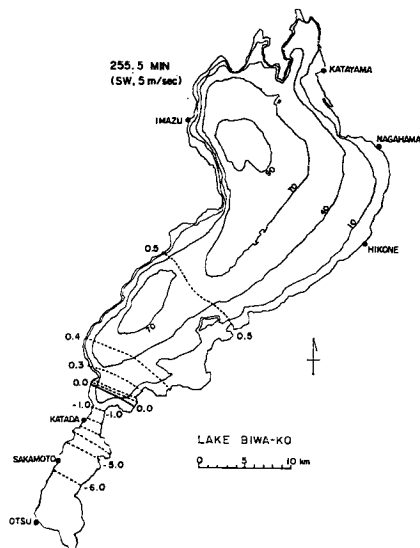 255.5 MIN
(SW, 5 m/sec)
KATAYAMA
IMAZU
NAGAHAMA
HIKONE
0.5
0.5
0.4
0.3
0.0
0.0
-1.0
-1.0
KATADA
SAKAMOTO
-5.0
-6.0
OTSU
LAKE BIWA-KO
0 10 km